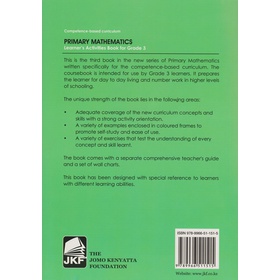 Competence-based curriculum
PRIMARY MATHEMATICS
Learner's Activities Book for Grade 3
This is the third book in the new series of Primary Mathematics
written specifically for the competence-based curriculum. The
coursebook is intended for use by Grade 3 learners. It prepares
the learner for day to day living and number work in higher levels
of schooling.
The unique strength of the book lies in the following areas:
• Adequate coverage of the new curriculum concepts and
skills with a strong activity orientation.
• A variety of examples enclosed in coloured frames to
promote self study and ease of use.
• A variety of exercises that test the understanding of every
concept and skill learnt.
The book comes with a separate comprehensive teacher's guide
and a set of wall charts.
This book has been designed with special reference to learners
with different learning abilities.
JKF
THE
JOMO KENYATTA
FOUNDATION
Website: www.jkf.co.ke